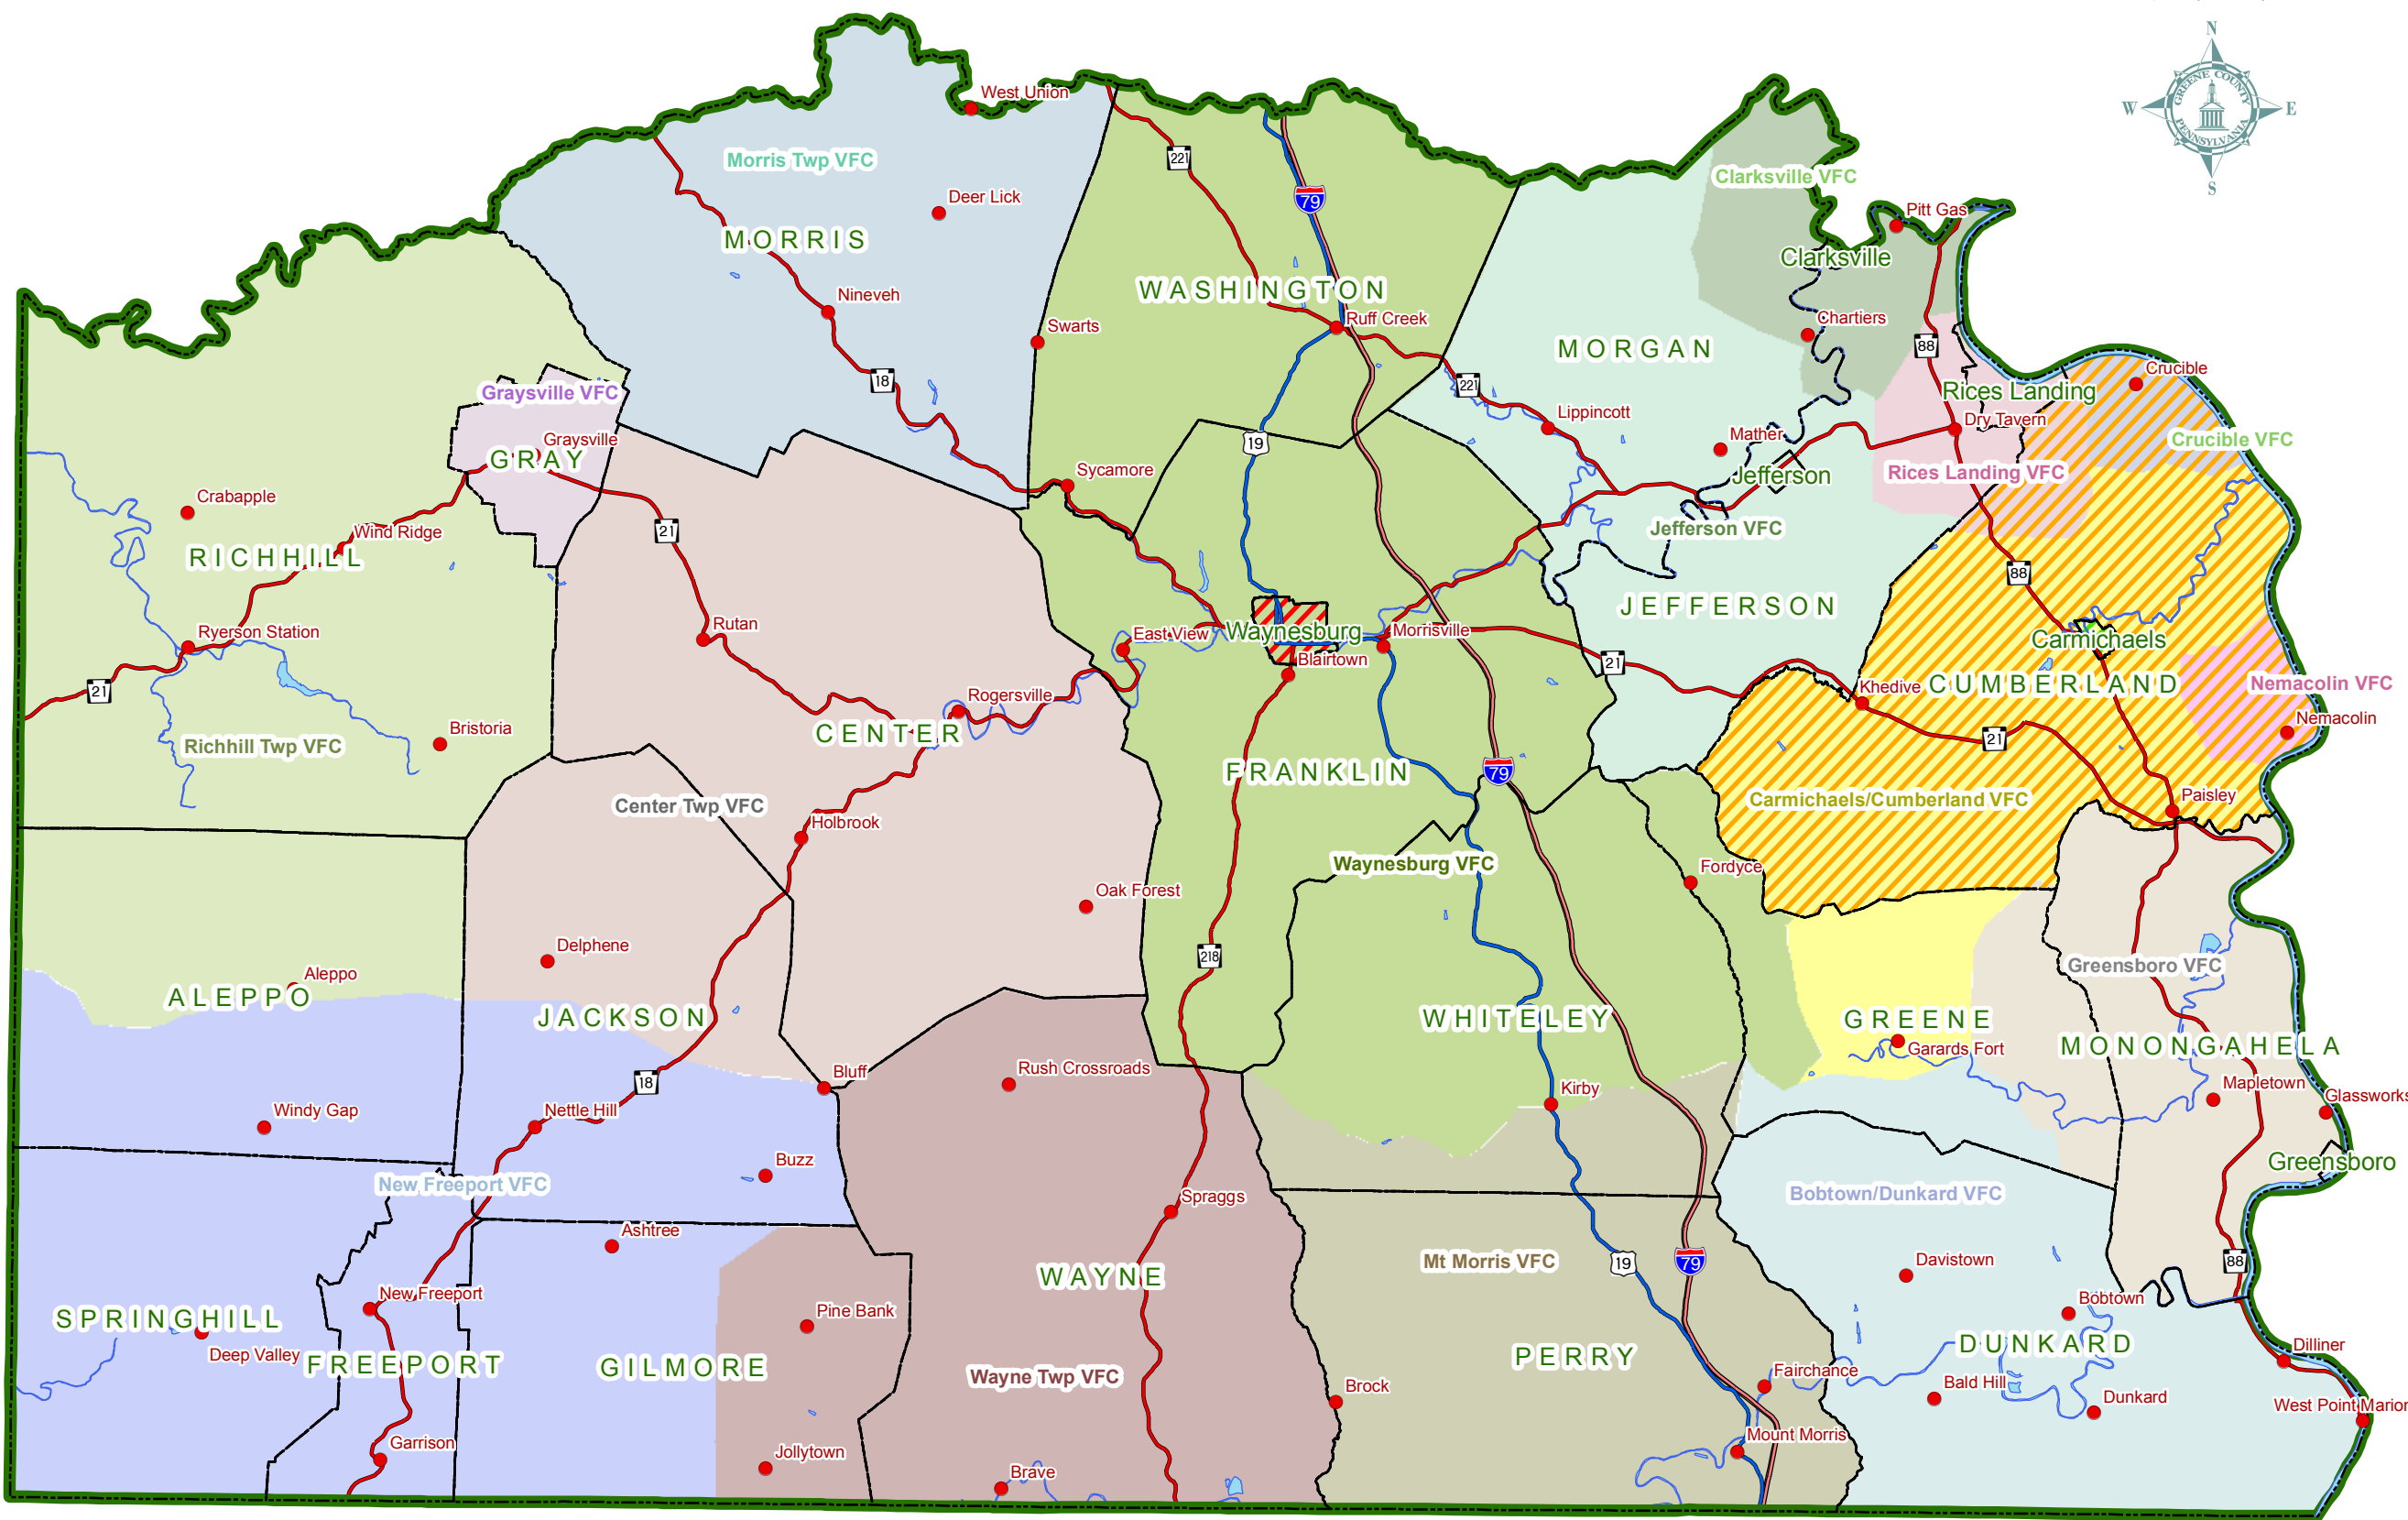 N
W
E
S
GREENE COUNTY
PENNSYLVANIA
West Union
Morris Twp VFC
221
79
Clarksville VFC
Deer Lick
Pitt Gas
MORRIS
Clarksville
WASHINGTON
Nineveh
Swarts
Ruff Creek
Chartiers
MORGAN
88
18
221
Crucible
Graysville VFC
Rices Landing
Lippincott
Dry Tavern
Graysville
GRAY
19
Mather
Crucible VFC
Sycamore
Rices Landing VFC
Jefferson
Crabapple
Wind Ridge
21
Jefferson VFC
RICHHILL
88
JEFFERSON
Ryerson Station
Rutan
East View
Waynesburg
Morrisville
Carmichaels
Blairtown
21
21
Rogersville
Khedive
CUMBERLAND
Nemacolin VFC
Bristoria
CENTER
Nemacolin
Richhill Twp VFC
21
FRANKLIN
79
Center Twp VFC
Carmichaels/Cumberland VFC
Paisley
Holbrook
Waynesburg VFC
Fordyce
Oak Forest
Delphene
218
Greensboro VFC
Aleppo
ALEPPO
JACKSON
WHITELEY
GREENE
Garards Fort
MONONGAHELA
Bluff
Rush Crossroads
18
Kirby
Mapletown
Glassworks
Windy Gap
Nettle Hill
Buzz
Greensboro
New Freeport VFC
Spraggs
Bobtown/Dunkard VFC
Ashtree
Mt Morris VFC
19
79
Davistown
88
WAYNE
New Freeport
Pine Bank
Bobtown
SPRINGHILL
Deep Valley
FREEPORT
GILMORE
PERRY
DUNKARD
Dilliner
Wayne Twp VFC
Brock
Fairchance
Bald Hill
Dunkard
West Point Marion
Garrison
Jollytown
Mount Morris
Brave